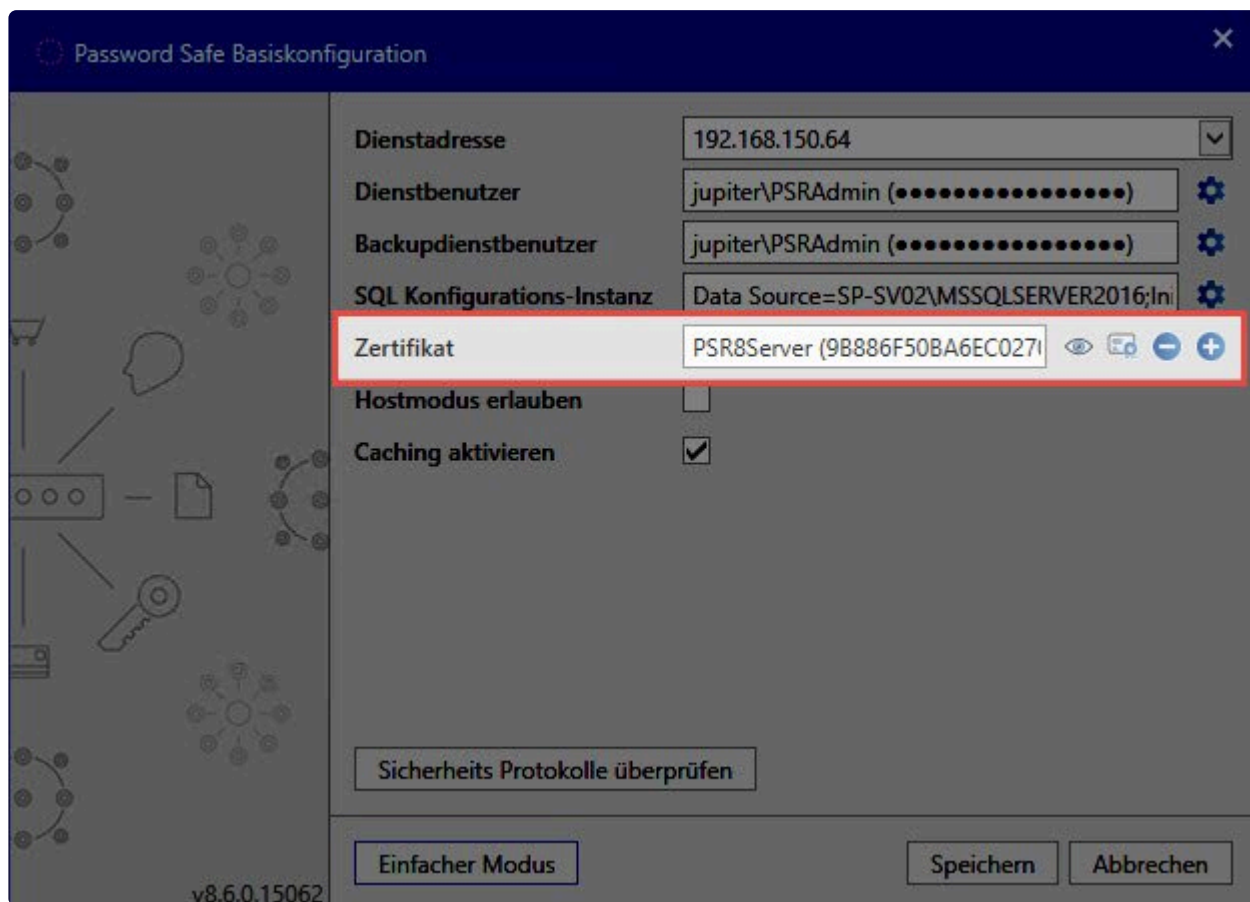 Password Safe Basiskonfiguration
Dienstadresse 192.168.150.64
Dienstbenutzer jupiter\PSRAdmin (●●●●●●●●●●●●●●●●)
Backupdienstbenutzer jupiter\PSRAdmin (●●●●●●●●●●●●●●●●)
SQL Konfigurations-Instanz Data Source=SP-SV02\MSSQLSERVER2016;Ini
Zertifikat PSR8Server (9B886F50BA6EC027
Hostmodus erlauben
Caching aktivieren
Sicherheits Protokolle überprüfen
Einfacher Modus Speichern Abbrechen
v8.6.0.15062